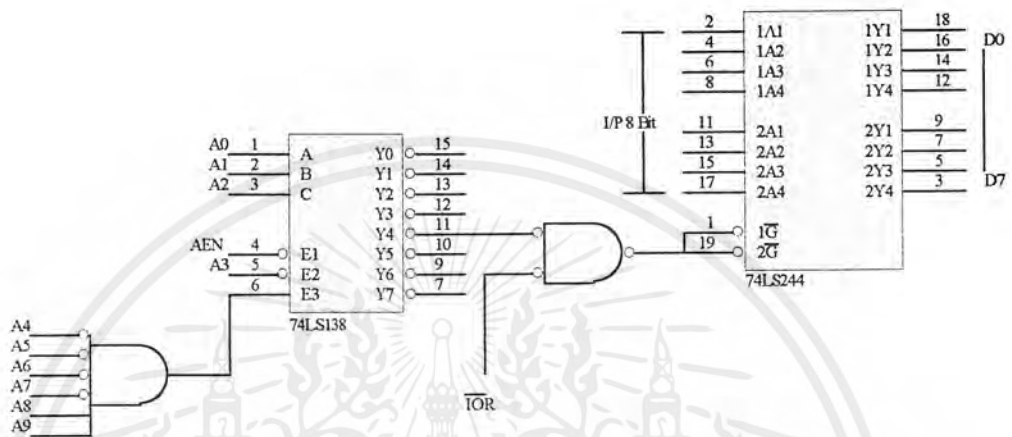 2 1A1 1Y1 18
4 1A2 1Y2 16 D0
6 1A3 1Y3 14
8 1A4 1Y4 12
I/P 8 Bit
11 2A1 2Y1 9
13 2A2 2Y2 7
15 2A3 2Y3 5
17 2A4 2Y4 3 D7
1 1G̅
19 2G̅
74LS244
A0 1 A Y0 15
A1 2 B Y1 14
A2 3 C Y2 13
Y3 12
Y4 11
AEN 4 E1 Y5 10
A3 5 E2 Y6 9
6 E3 Y7 7
74LS138
A4
A5
A6
A7
A8
A9
I̅O̅R̅